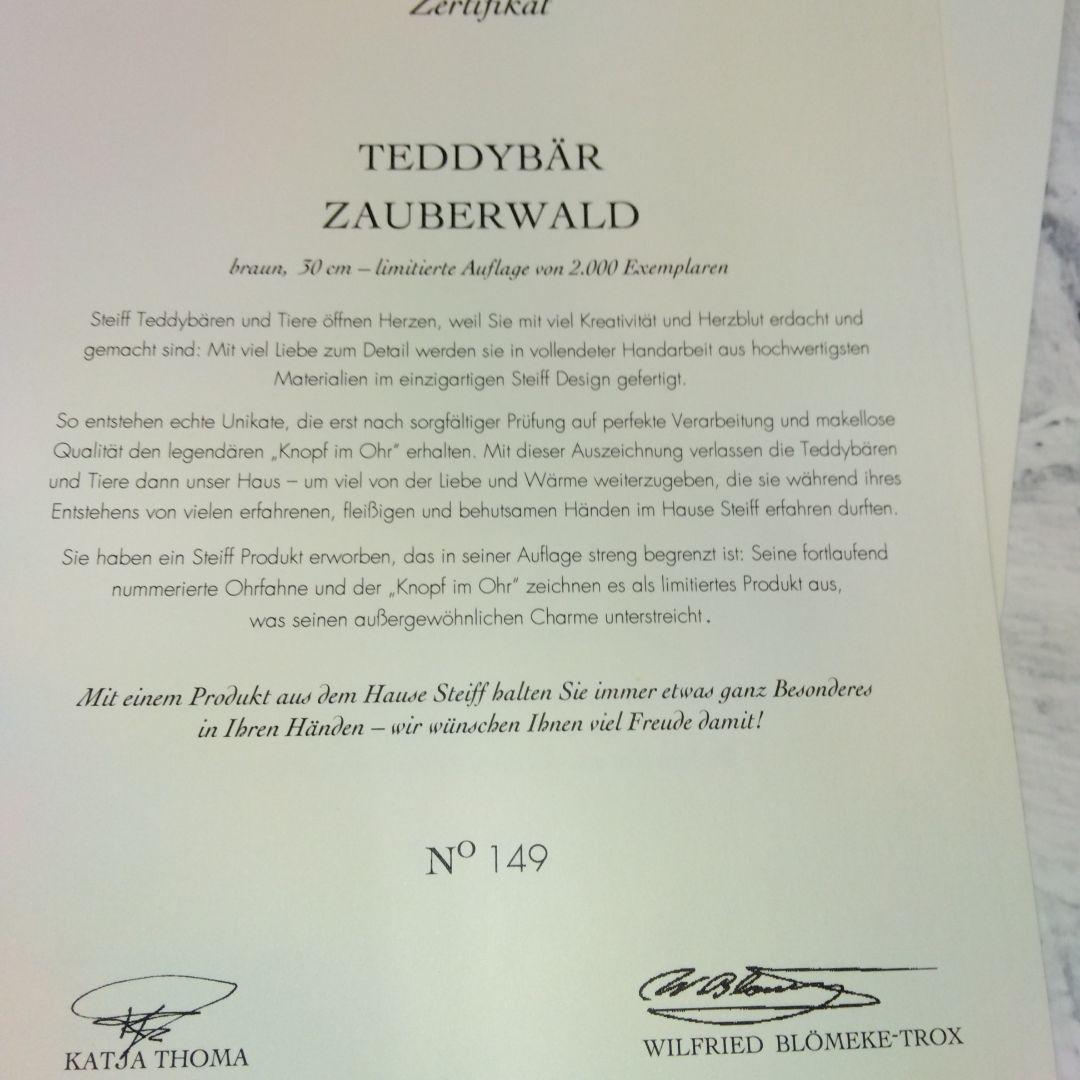 Zertifikat
TEDDYBÄR
ZAUBERWALD
braun, 30 cm – limitierte Auflage von 2.000 Exemplaren
Steiff Teddybären und Tiere öffnen Herzen, weil Sie mit viel Kreativität und Herzblut erdacht und
gemacht sind: Mit viel Liebe zum Detail werden sie in vollendeter Handarbeit aus hochwertigsten
Materialien im einzigartigen Steiff Design gefertigt.
So entstehen echte Unikate, die erst nach sorgfältiger Prüfung auf perfekte Verarbeitung und makellose
Qualität den legendären „Knopf im Ohr“ erhalten. Mit dieser Auszeichnung verlassen die Teddybären
und Tiere dann unser Haus – um viel von der Liebe und Wärme weiterzugeben, die sie während ihres
Entstehens von vielen erfahrenen, fleißigen und behutsamen Händen im Hause Steiff erfahren durften.
Sie haben ein Steiff Produkt erworben, das in seiner Auflage streng begrenzt ist: Seine fortlaufend
nummerierte Ohrfahne und der „Knopf im Ohr“ zeichnen es als limitiertes Produkt aus,
was seinen außergewöhnlichen Charme unterstreicht.
Mit einem Produkt aus dem Hause Steiff halten Sie immer etwas ganz Besonderes
in Ihren Händen – wir wünschen Ihnen viel Freude damit!
Nº 149
KATJA THOMA
WILFRIED BLÖMEKE-TROX